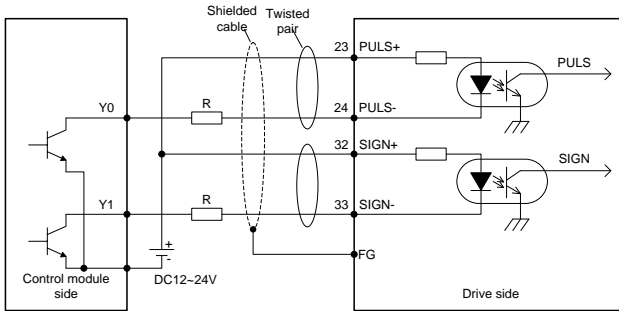 Shielded
cable
Twisted
pair
23 PULS+
PULS
Y0
R
24 PULS-
32 SIGN+
SIGN
Y1
R
33 SIGN-
+
-
DC12~24V
FG
Control module
side
Drive side